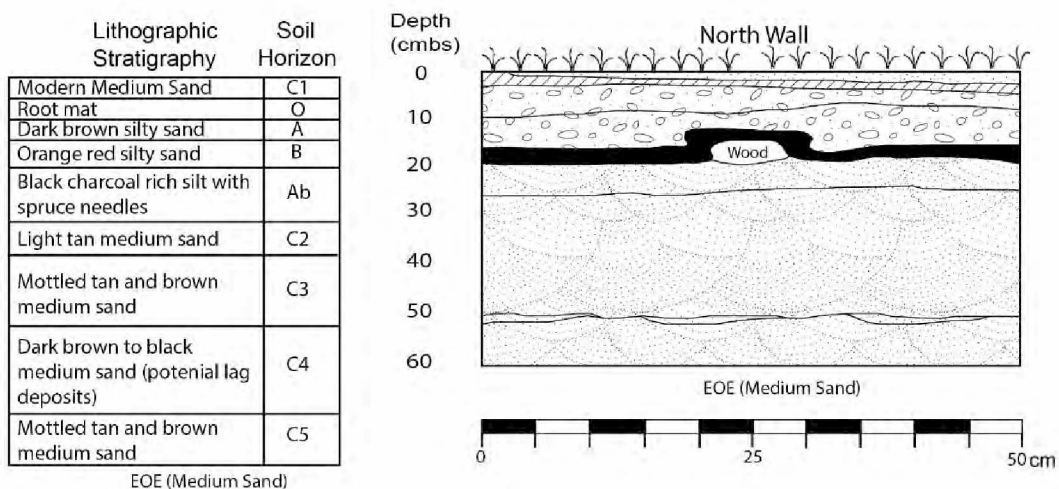 Lithographic Stratigraphy
Soil Horizon
Modern Medium Sand C1
Root mat O
Dark brown silty sand A
Orange red silty sand B
Black charcoal rich silt with
spruce needles
Ab
Light tan medium sand C2
Mottled tan and brown
medium sand
C3
Dark brown to black
medium sand (potenial lag
deposits)
C4
Mottled tan and brown
medium sand
C5
EOE (Medium Sand)
Depth
(cmbs)
0
10
20
30
40
50
60
North Wall
Wood
EOE (Medium Sand)
0 25 50 cm